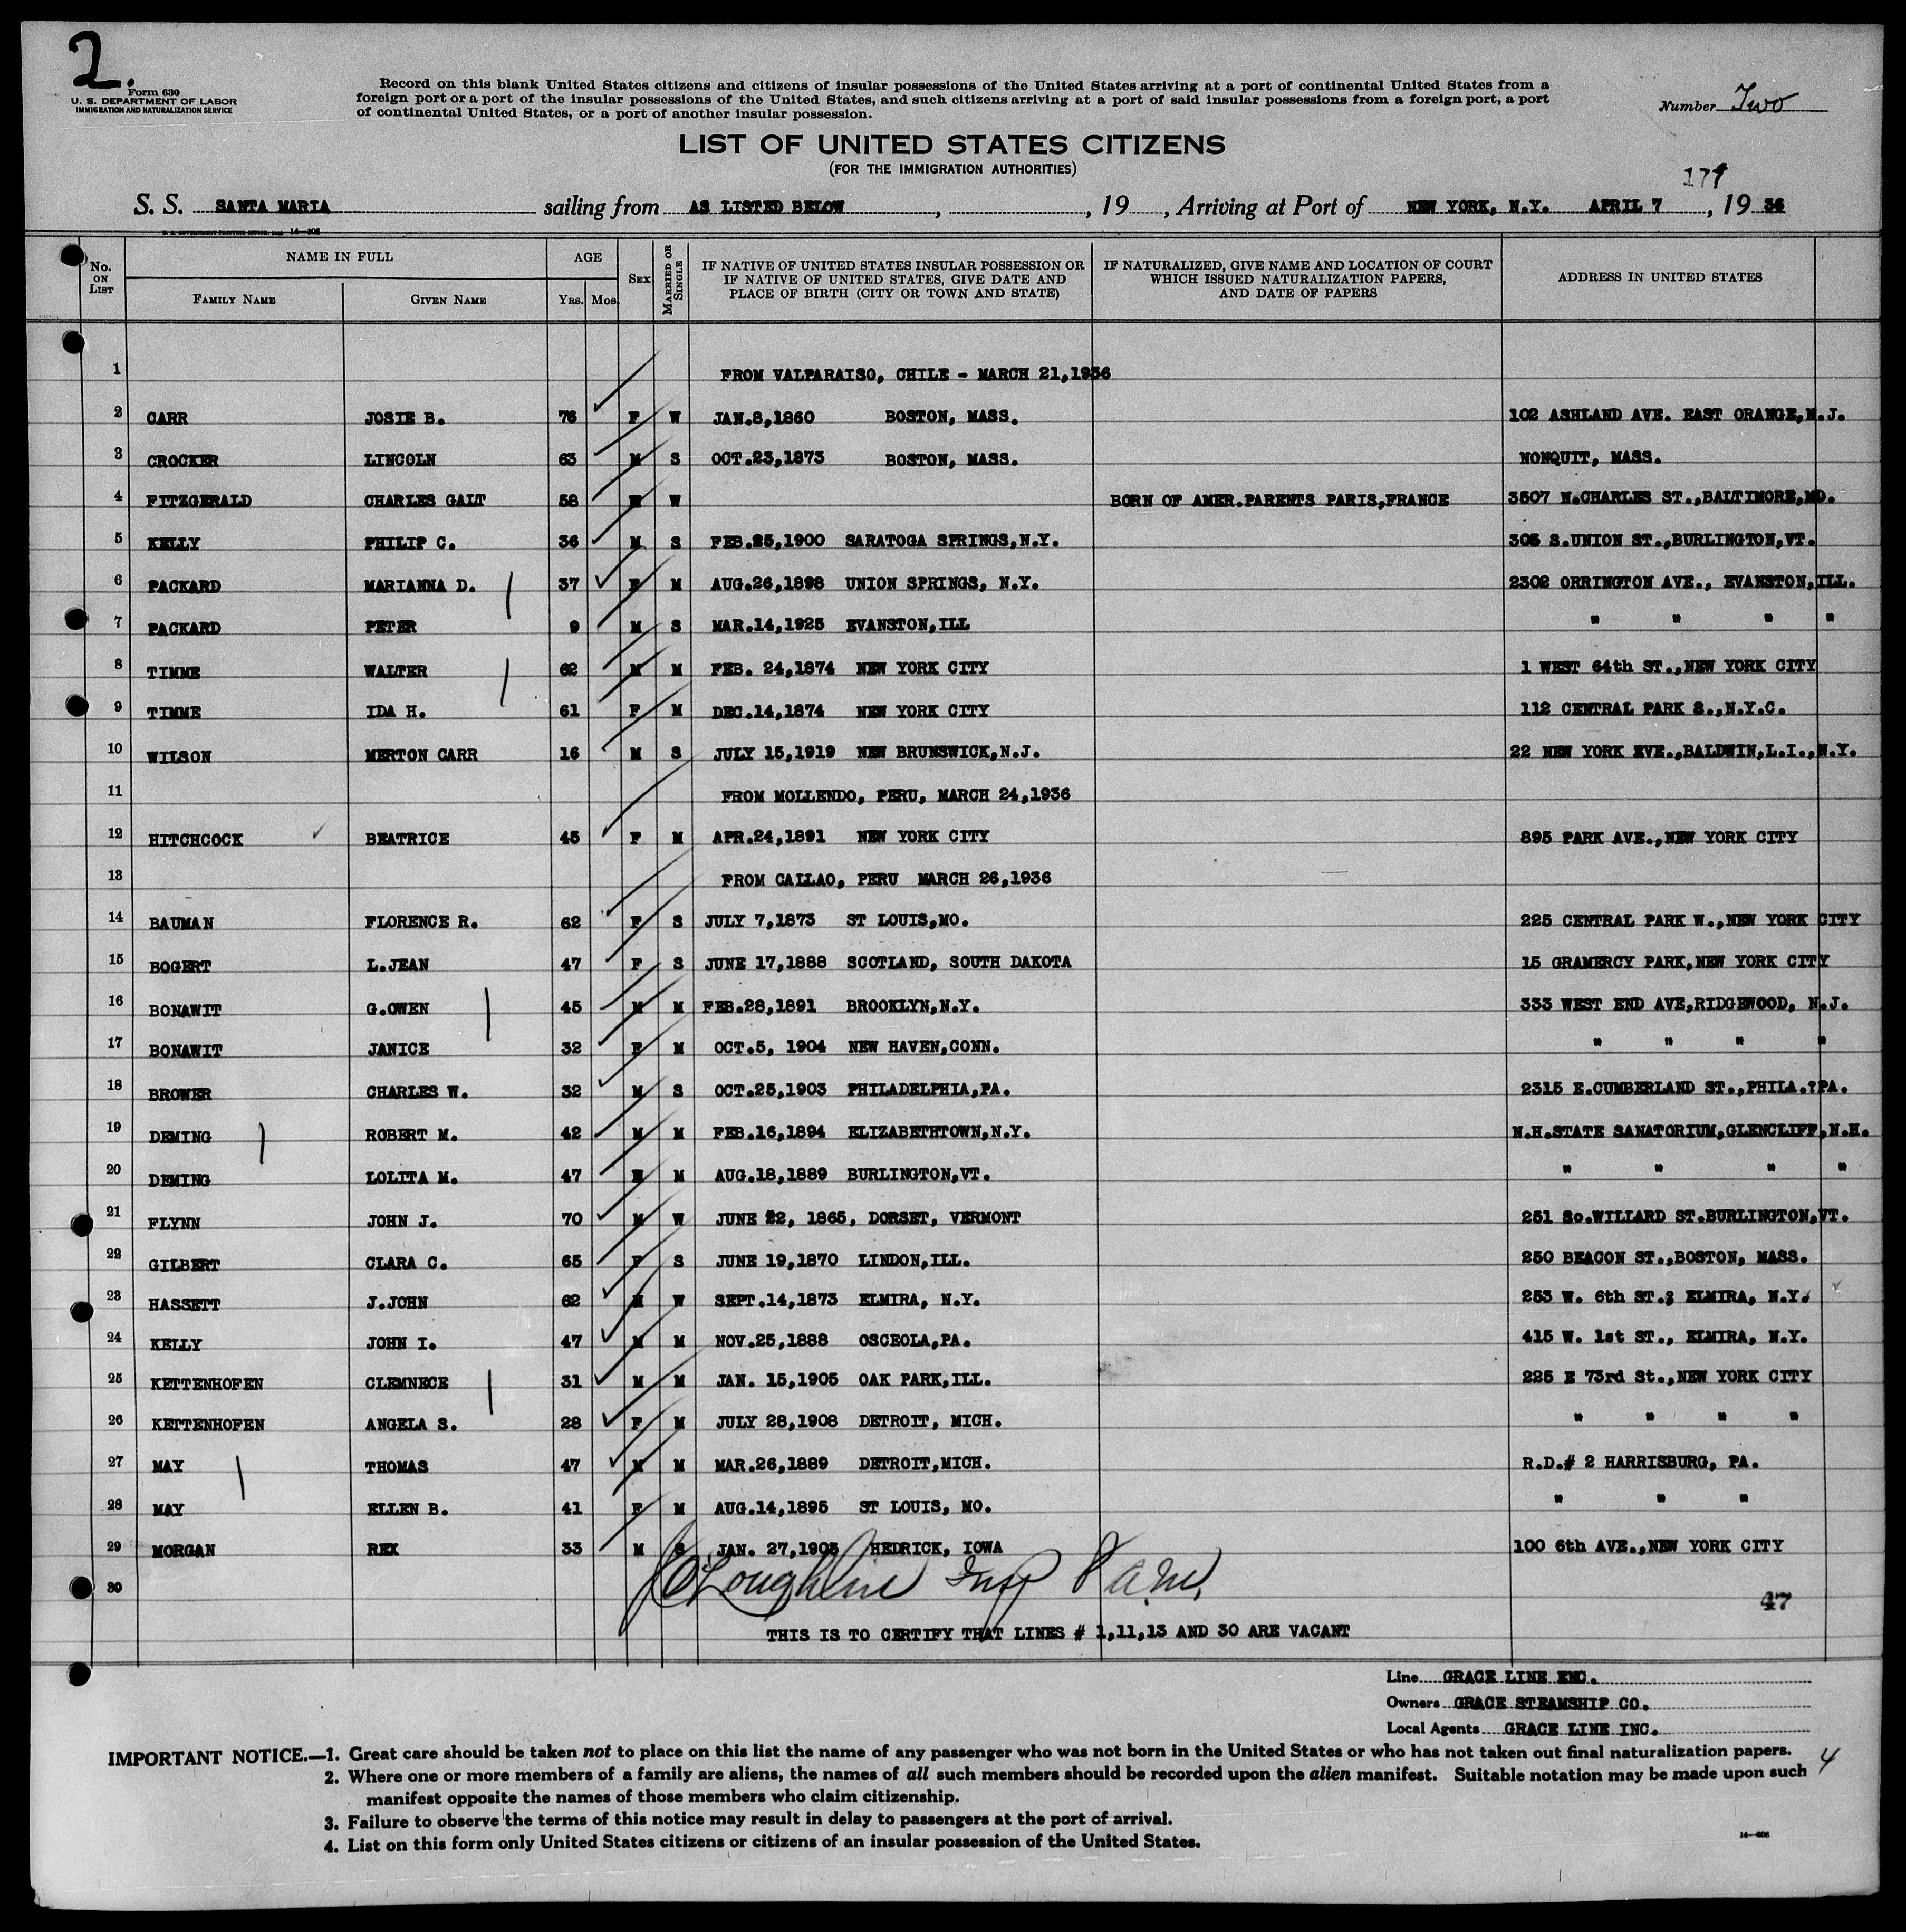 2.
Form 630
U. S. DEPARTMENT OF LABOR
IMMIGRATION AND NATURALIZATION SERVICE
Record on this blank United States citizens and citizens of insular possessions of the United States arriving at a port of continental United States from a
foreign port or a port of the insular possessions of the United States, and such citizens arriving at a port of said insular possessions from a foreign port, a port
of continental United States, or a port of another insular possession.
Number Two
LIST OF UNITED STATES CITIZENS
(FOR THE IMMIGRATION AUTHORITIES)
179
S. S. SANTA MARIA sailing from AS LISTED BELOW , , 19 , Arriving at Port of NEW YORK, N.Y. APRIL 7 , 19 36
No. ON LIST
NAME IN FULL
FAMILY NAME GIVEN NAME
AGE
YRS. MOS.
SEX
MARRIED OR SINGLE
IF NATIVE OF UNITED STATES INSULAR POSSESSION OR
IF NATIVE OF UNITED STATES, GIVE DATE AND
PLACE OF BIRTH (CITY OR TOWN AND STATE)
IF NATURALIZED, GIVE NAME AND LOCATION OF COURT
WHICH ISSUED NATURALIZATION PAPERS,
AND DATE OF PAPERS
ADDRESS IN UNITED STATES
1 FROM VALPARAISO, CHILE - MARCH 21,1936
2 CARR JOSIE B. 76 F W JAN.8,1860 BOSTON, MASS. 102 ASHLAND AVE. EAST ORANGE,N.J.
3 CROCKER LINCOLN 63 M S OCT.23,1873 BOSTON, MASS. NONQUIT, MASS.
4 FITZGERALD CHARLES GALT 58 M W BORN OF AMER.PARENTS PARIS,FRANCE 3507 N.CHARLES ST.,BALTIMORE,MD.
5 KELLY PHILIP C. 36 M S FEB.25,1900 SARATOGA SPRINGS,N.Y. 305 S.UNION ST.,BURLINGTON,VT.
6 PACKARD MARIANNA D. 37 F M AUG.26,1898 UNION SPRINGS, N.Y. 2302 ORRINGTON AVE., EVANSTON,ILL.
7 PACKARD PETER 9 M S MAR.14,1925 EVANSTON,ILL " " " "
8 TIMME WALTER 62 M M FEB. 24,1874 NEW YORK CITY 1 WEST 64th ST.,NEW YORK CITY
9 TIMME IDA H. 61 F M DEC.14,1874 NEW YORK CITY 112 CENTRAL PARK S.,N.Y.C.
10 WILSON MERTON CARR 16 M S JULY 15,1919 NEW BRUNSWICK,N.J. 22 NEW YORK EVE.,BALDWIN,L.I.,N.Y.
11 FROM MOLLENDO, PERU, MARCH 24,1936
12 HITCHCOCK BEATRICE 45 F M APR.24,1891 NEW YORK CITY 895 PARK AVE.,NEW YORK CITY
13 FROM CALLAO, PERU MARCH 26,1936
14 BAUMAN FLORENCE R. 62 F S JULY 7,1873 ST LOUIS,MO. 225 CENTRAL PARK W.,NEW YORK CITY
15 BOGERT L.JEAN 47 F S JUNE 17,1888 SCOTLAND, SOUTH DAKOTA 15 GRAMERCY PARK,NEW YORK CITY
16 BONAWIT G.OWEN 45 M M FEB.28,1891 BROOKLYN,N.Y. 333 WEST END AVE,RIDGEWOOD, N.J.
17 BONAWIT JANICE 32 F M OCT.5, 1904 NEW HAVEN,CONN. " " " "
18 BROWER CHARLES W. 32 M S OCT.25,1903 PHILADELPHIA,PA. 2315 E.CUMBERLAND ST.,PHILA.?PA.
19 DEMING ROBERT M. 42 M M FEB.16,1894 ELIZABETHTOWN,N.Y. N.H.STATE SANATORIUM,GLENCLIFF,N.H.
20 DEMING LOLITA M. 47 M AUG.18,1889 BURLINGTON,VT. " " " "
21 FLYNN JOHN J. 70 M W JUNE 22, 1865, DORSET, VERMONT 251 So.WILLARD ST.BURLINGTON,VT.
22 GILBERT CLARA C. 65 F S JUNE 19,1870 LINDON,ILL. 250 BEACON ST.,BOSTON, MASS.
23 HASSETT J.JOHN 62 M W SEPT.14,1873 ELMIRA, N.Y. 253 W. 6th ST.; ELMIRA, N.Y.
24 KELLY JOHN I. 47 M M NOV.25,1888 OSCEOLA,PA. 415 W. 1st ST., ELMIRA, N.Y.
25 KETTENHOFEN CLEMNECE 31 M M JAN. 15,1905 OAK PARK,ILL. 225 E 73rd St.,NEW YORK CITY
26 KETTENHOFEN ANGELA S. 28 F M JULY 28,1908 DETROIT, MICH. " " " "
27 MAY THOMAS 47 M M MAR.26,1889 DETROIT,MICH. R.D.# 2 HARRISBURG, PA.
28 MAY ELLEN B. 41 F M AUG.14,1895 ST LOUIS, MO. " " "
29 MORGAN REX 33 M S JAN. 27,1903 HEDRICK, IOWA 100 6th AVE.,NEW YORK CITY
30 47
THIS IS TO CERTIFY THAT LINES # 1,11,13 AND 30 ARE VACANT
Line GRACE LINE INC.
Owners GRACE STEAMSHIP CO.
Local Agents GRACE LINE INC.
IMPORTANT NOTICE.—1. Great care should be taken not to place on this list the name of any passenger who was not born in the United States or who has not taken out final naturalization papers. 4
2. Where one or more members of a family are aliens, the names of all such members should be recorded upon the alien manifest. Suitable notation may be made upon such
manifest opposite the names of those members who claim citizenship.
3. Failure to observe the terms of this notice may result in delay to passengers at the port of arrival.
4. List on this form only United States citizens or citizens of an insular possession of the United States.